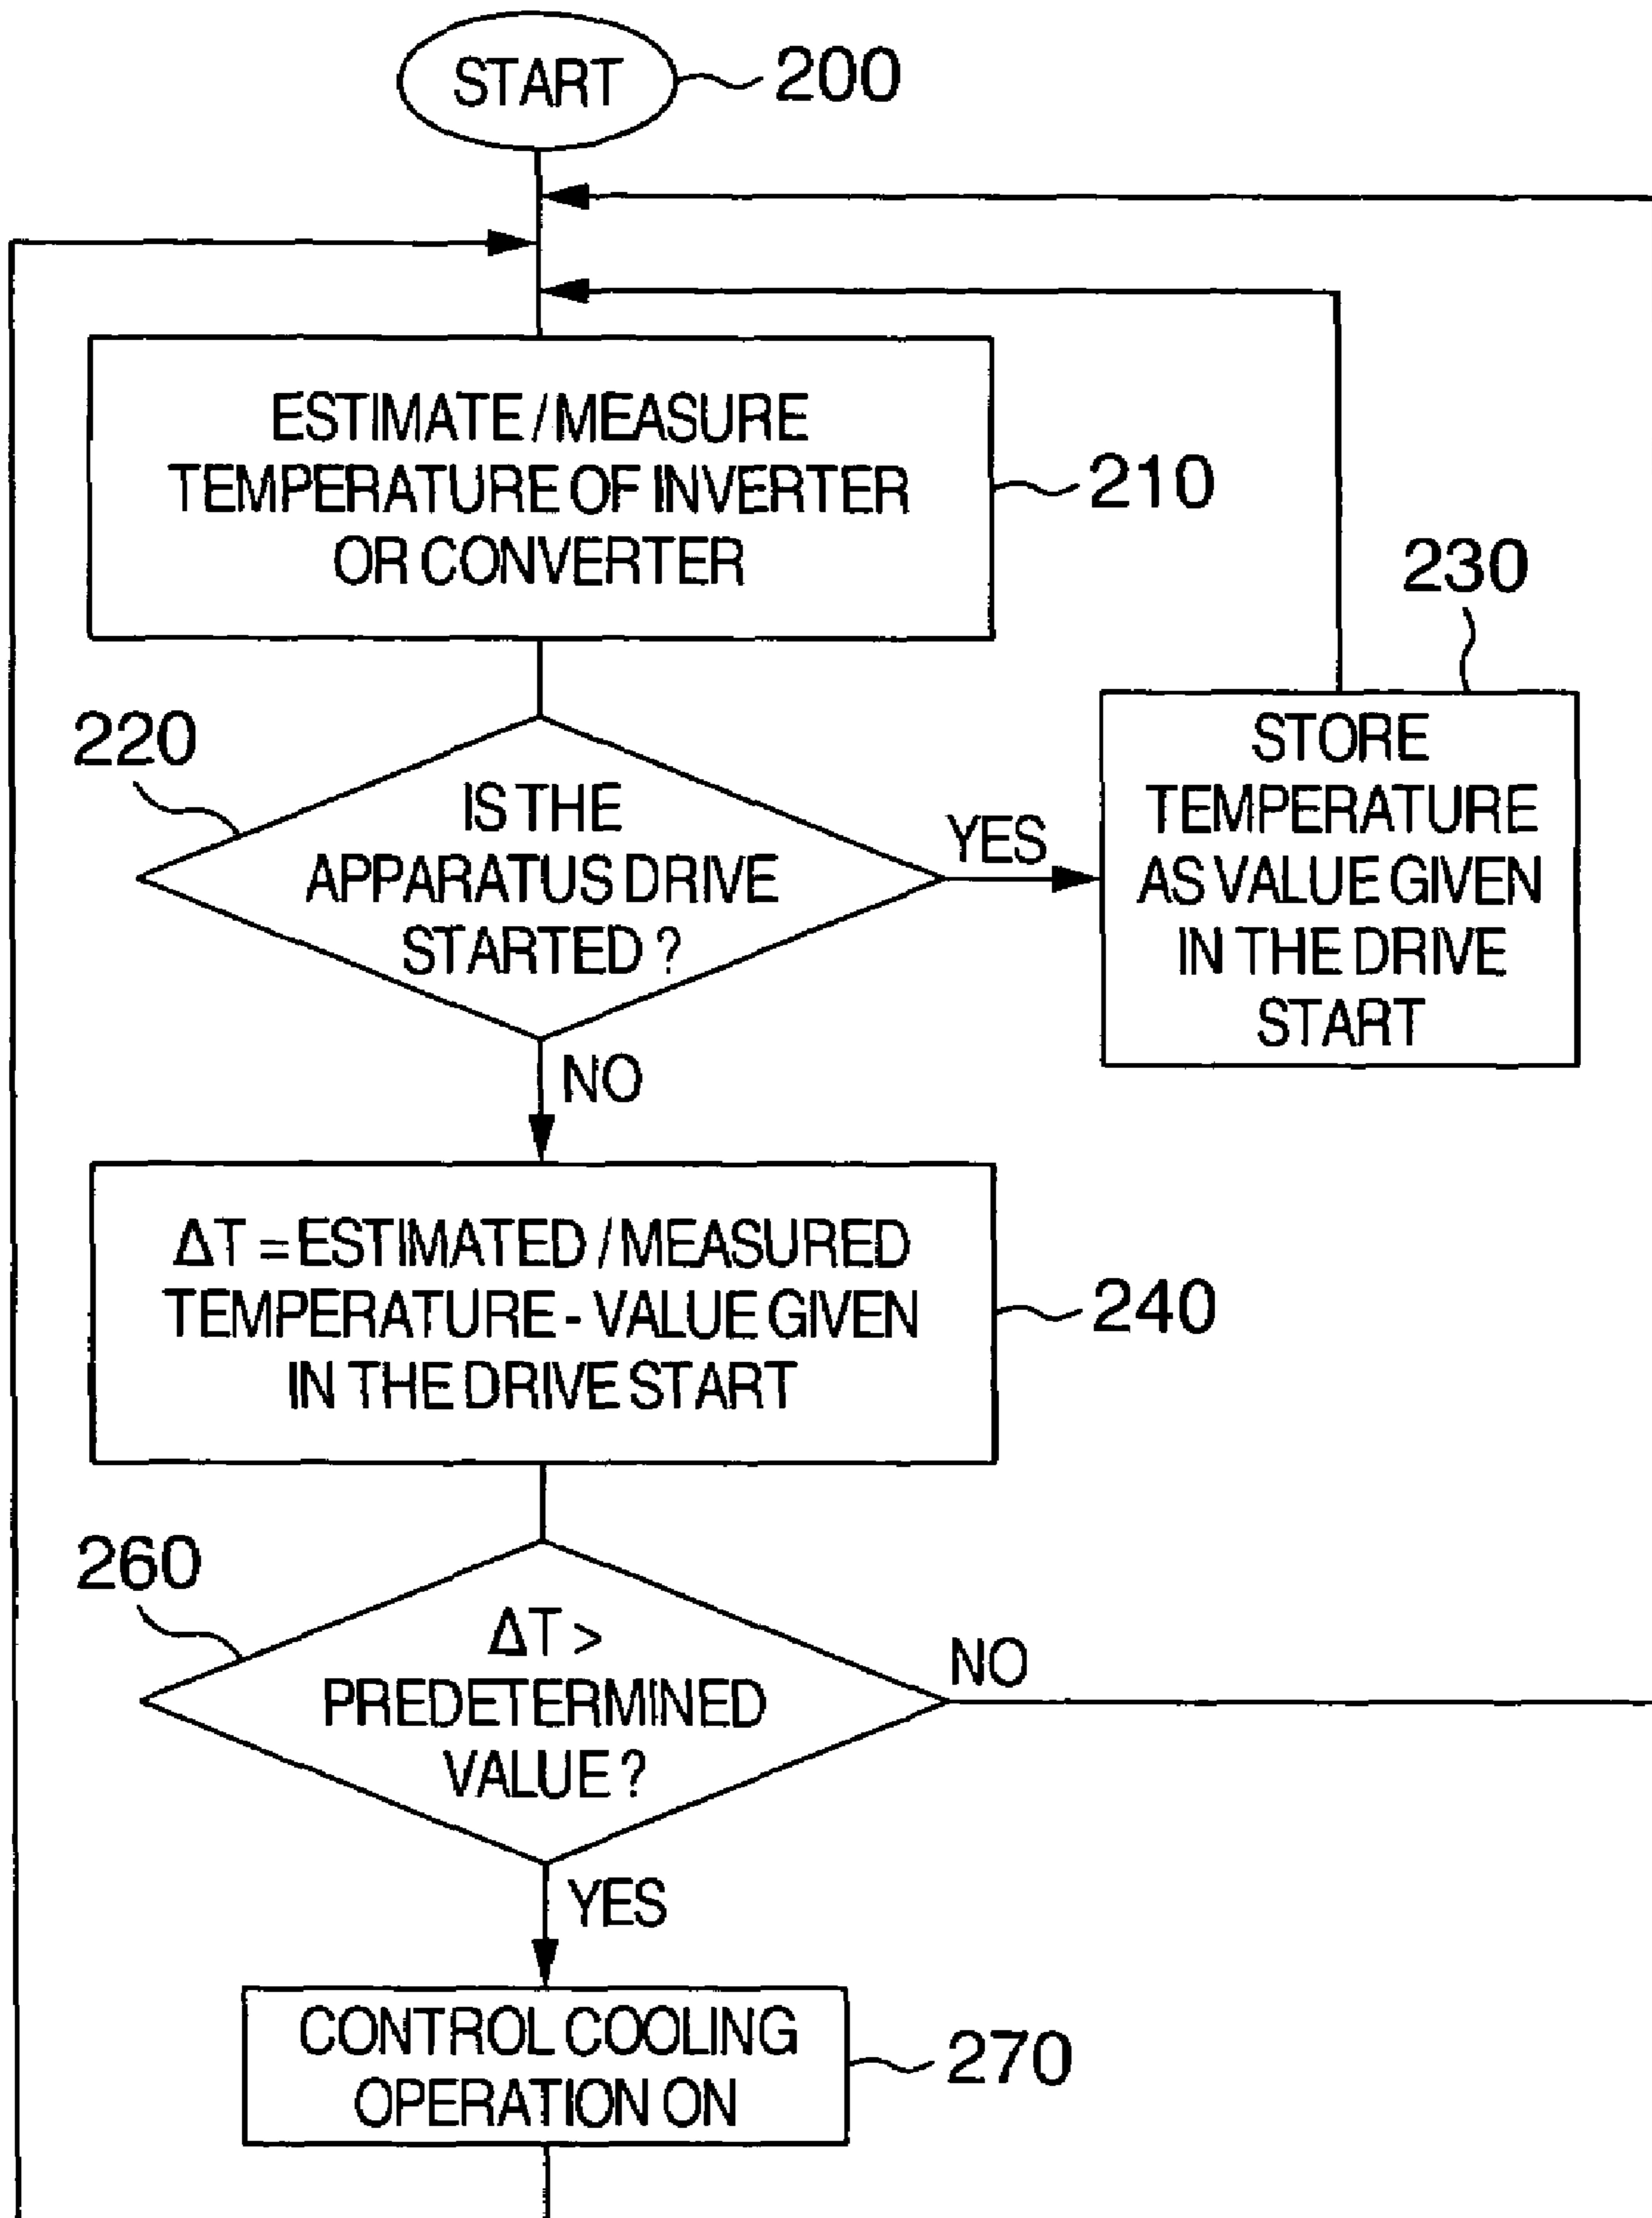 START
200
ESTIMATE / MEASURE
TEMPERATURE OF INVERTER
OR CONVERTER
210
230
STORE
TEMPERATURE
AS VALUE GIVEN
IN THE DRIVE
START
220
IS THE
APPARATUS DRIVE
STARTED ?
YES
NO
ΔT = ESTIMATED / MEASURED
TEMPERATURE - VALUE GIVEN
IN THE DRIVE START
240
260
ΔT >
PREDETERMINED
VALUE ?
NO
YES
CONTROL COOLING
OPERATION ON
270